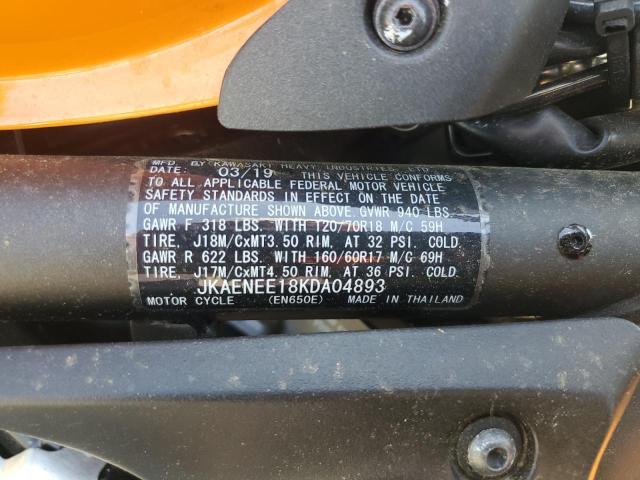 MFD. BY KAWASAKI HEAVY INDUSTRIES, LTD.
DATE: 03/19 THIS VEHICLE CONFORMS
TO ALL APPLICABLE FEDERAL MOTOR VEHICLE
SAFETY STANDARDS IN EFFECT ON THE DATE
OF MANUFACTURE SHOWN ABOVE. GVWR 940 LBS
GAWR F 318 LBS. WITH 120/70R18 M/C 59H
TIRE, J18M/CxMT3.50 RIM, AT 32 PSI. COLD.
GAWR R 622 LBS. WITH 160/60R17 M/C 69H
TIRE, J17M/CxMT4.50 RIM, AT 36 PSI. COLD.
JKAENEE18KDA04893
MOTOR CYCLE (EN650E) MADE IN THAILAND